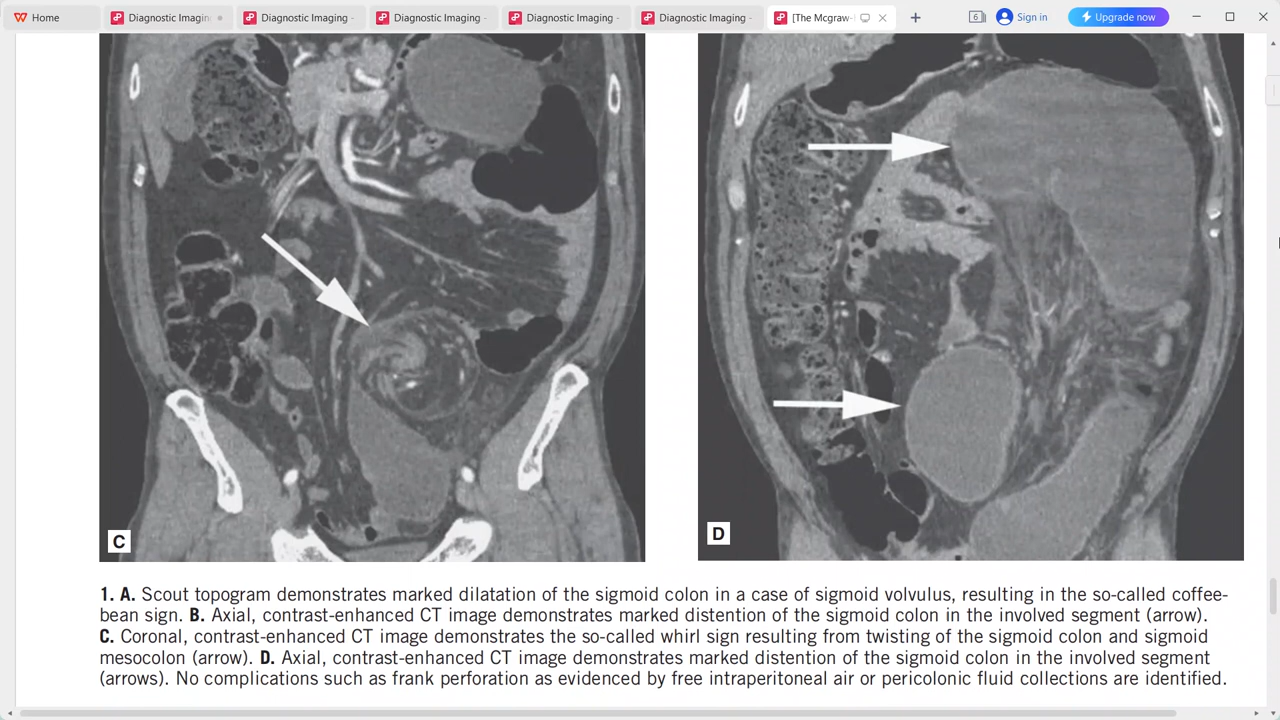 Home
Diagnostic Imagin
Diagnostic Imaging -
Diagnostic Imaging -
Diagnostic Imaging -
Diagnostic Imaging -
[The Mcgraw-
6
Sign in
Upgrade now
C
D
1. A. Scout topogram demonstrates marked dilatation of the sigmoid colon in a case of sigmoid volvulus, resulting in the so-called coffee-
bean sign. B. Axial, contrast-enhanced CT image demonstrates marked distention of the sigmoid colon in the involved segment (arrow).
C. Coronal, contrast-enhanced CT image demonstrates the so-called whirl sign resulting from twisting of the sigmoid colon and sigmoid
mesocolon (arrow). D. Axial, contrast-enhanced CT image demonstrates marked distention of the sigmoid colon in the involved segment
(arrows). No complications such as frank perforation as evidenced by free intraperitoneal air or pericolonic fluid collections are identified.